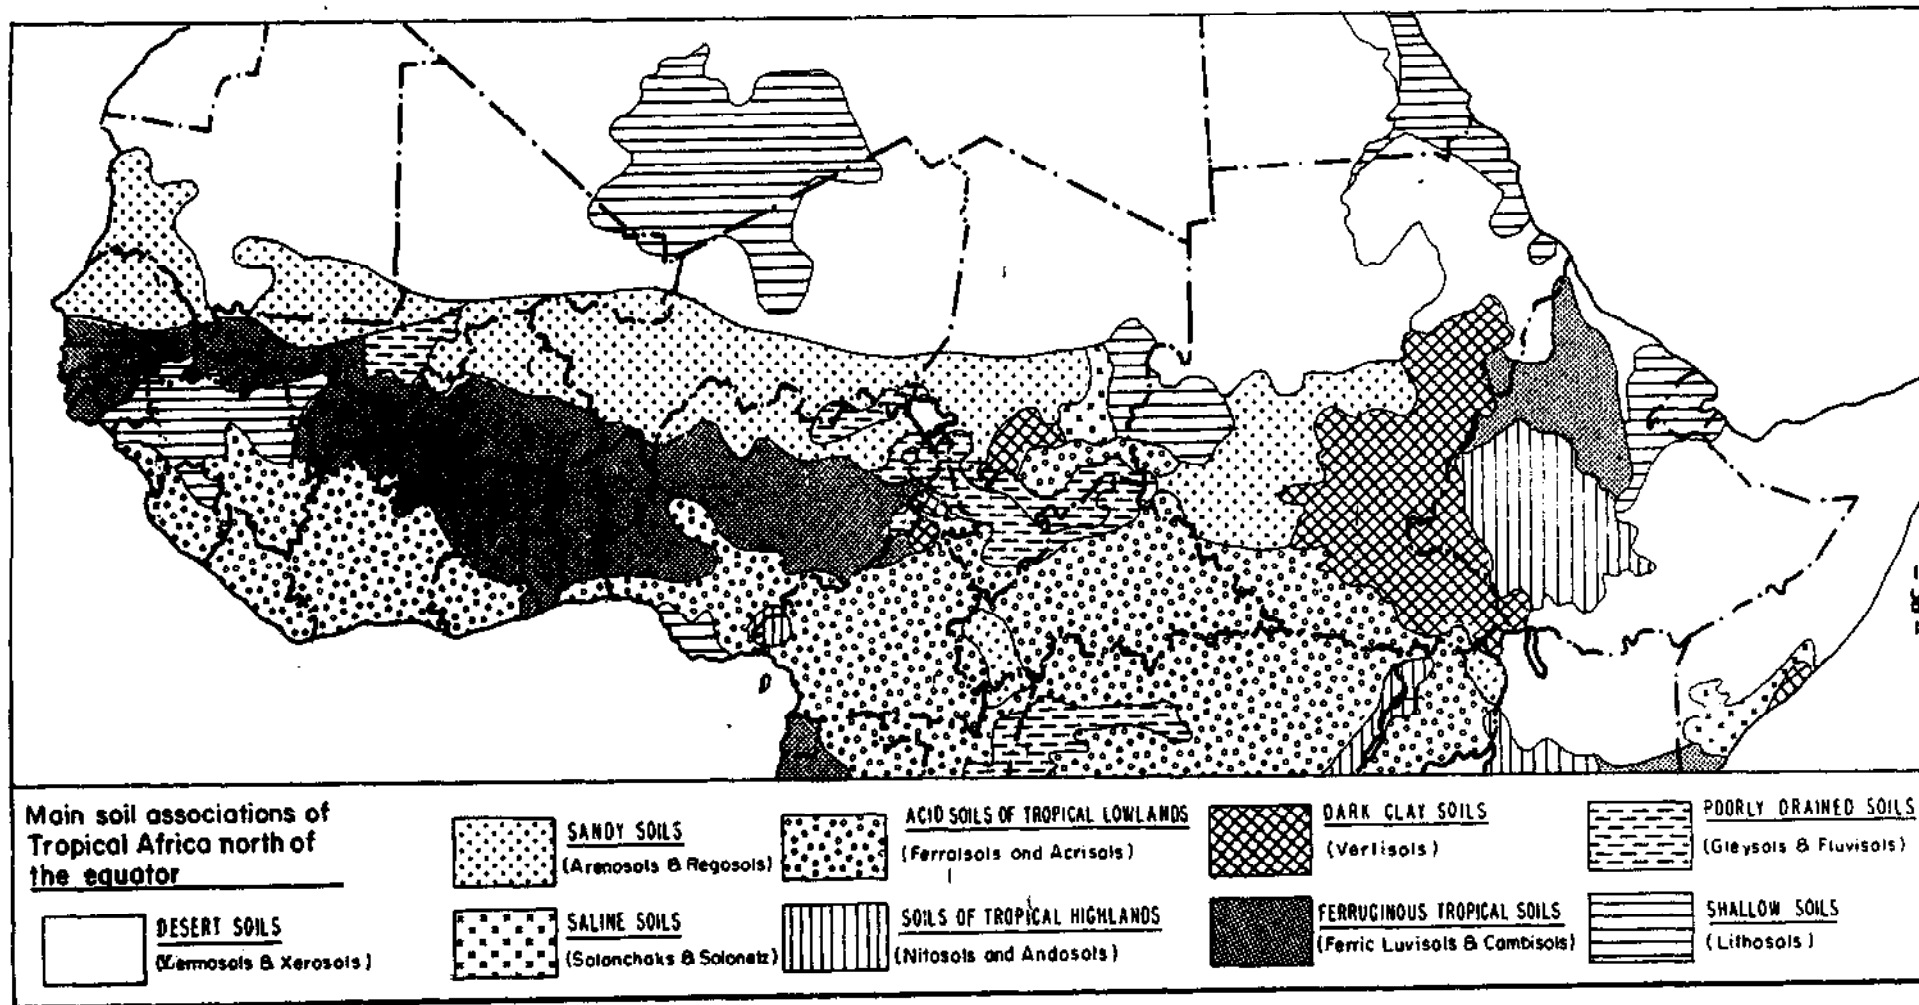 Main soil associations of
Tropical Africa north of
the equator
DESERT SOILS
(Yermosols & Xerosols)
SANDY SOILS
(Arenosols & Regosols)
SALINE SOILS
(Solonchaks & Solonetz)
ACID SOILS OF TROPICAL LOWLANDS
(Ferralsols and Acrisols)
SOILS OF TROPICAL HIGHLANDS
(Nitosols and Andosols)
DARK CLAY SOILS
(Vertisols)
FERRUGINOUS TROPICAL SOILS
(Ferric Luvisols & Cambisols)
POORLY DRAINED SOILS
(Gleysols & Fluvisols)
SHALLOW SOILS
(Lithosols)